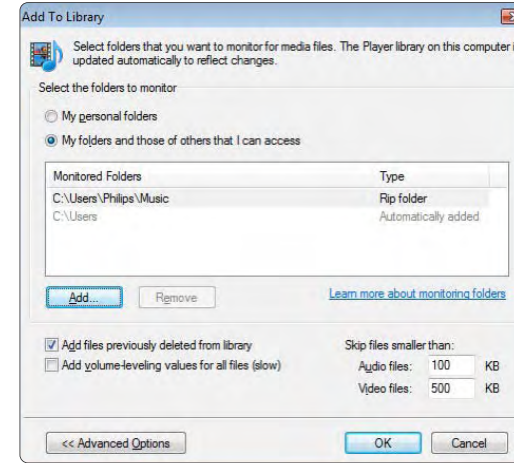 Add To Library
Select folders that you want to monitor for media files. The Player library on this computer
updated automatically to reflect changes.
Select the folders to monitor
My personal folders
My folders and those of others that I can access
Monitored Folders Type
C:\Users\Philips\Music Rip folder
C:\Users Automatically added
Add... Remove Learn more about monitoring folders
Add files previously deleted from library Skip files smaller than:
Add volume-leveling values for all files (slow) Audio files: 100 KB
Video files: 500 KB
<< Advanced Options OK Cancel